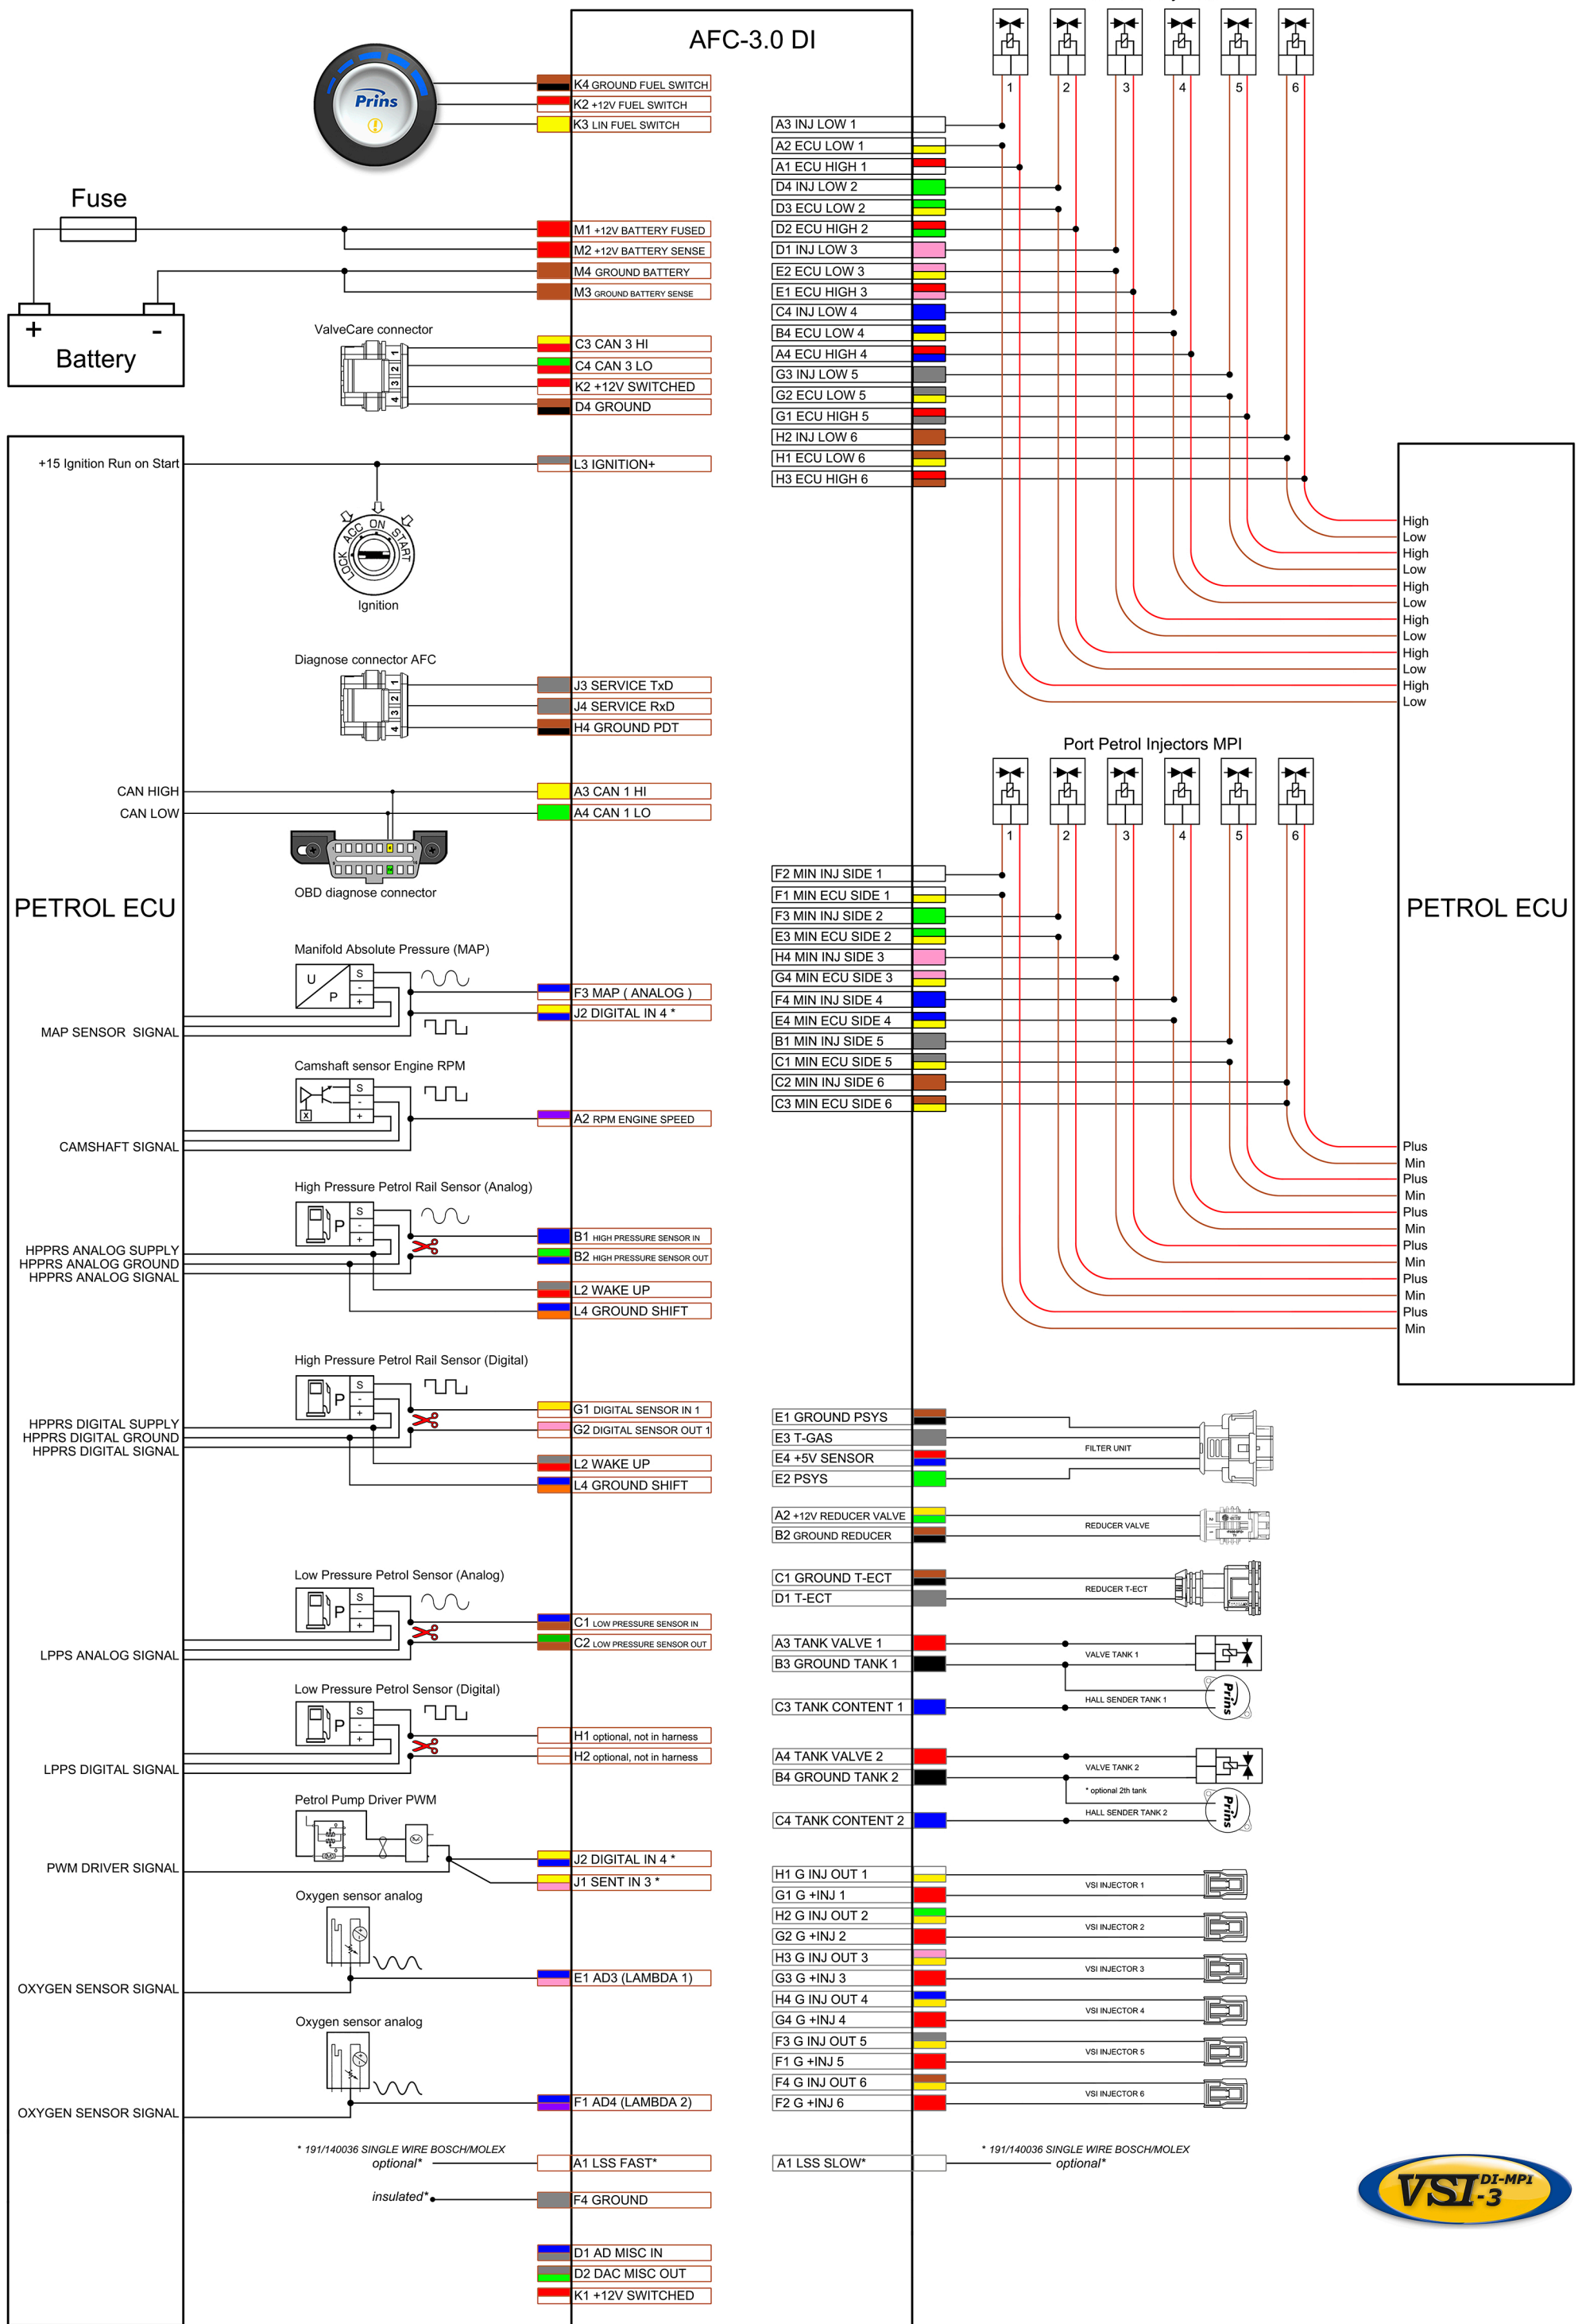 AFC-3.0 DI
Prins
K4 GROUND FUEL SWITCH
K2 +12V FUEL SWITCH
K3 LIN FUEL SWITCH
Fuse
M1 +12V BATTERY FUSED
M2 +12V BATTERY SENSE
M4 GROUND BATTERY
M3 GROUND BATTERY SENSE
+ -
Battery
ValveCare connector
1
2
3
4
C3 CAN 3 HI
C4 CAN 3 LO
K2 +12V SWITCHED
D4 GROUND
+15 Ignition Run on Start
L3 IGNITION+
LOCK ACC ON START
Ignition
Diagnose connector AFC
1
2
3
4
J3 SERVICE TxD
J4 SERVICE RxD
H4 GROUND PDT
CAN HIGH
A3 CAN 1 HI
CAN LOW
A4 CAN 1 LO
OBD diagnose connector
PETROL ECU
Manifold Absolute Pressure (MAP)
U
P
S
-
+
F3 MAP ( ANALOG )
J2 DIGITAL IN 4 *
MAP SENSOR SIGNAL
Camshaft sensor Engine RPM
X
S
-
+
A2 RPM ENGINE SPEED
CAMSHAFT SIGNAL
High Pressure Petrol Rail Sensor (Analog)
P
S
-
+
B1 HIGH PRESSURE SENSOR IN
B2 HIGH PRESSURE SENSOR OUT
HPPRS ANALOG SUPPLY
HPPRS ANALOG GROUND
HPPRS ANALOG SIGNAL
L2 WAKE UP
L4 GROUND SHIFT
High Pressure Petrol Rail Sensor (Digital)
P
S
-
+
G1 DIGITAL SENSOR IN 1
G2 DIGITAL SENSOR OUT 1
HPPRS DIGITAL SUPPLY
HPPRS DIGITAL GROUND
HPPRS DIGITAL SIGNAL
L2 WAKE UP
L4 GROUND SHIFT
Low Pressure Petrol Sensor (Analog)
P
S
-
+
C1 LOW PRESSURE SENSOR IN
C2 LOW PRESSURE SENSOR OUT
LPPS ANALOG SIGNAL
Low Pressure Petrol Sensor (Digital)
P
S
-
+
H1 optional, not in harness
H2 optional, not in harness
LPPS DIGITAL SIGNAL
Petrol Pump Driver PWM
PWM DRIVER SIGNAL
J2 DIGITAL IN 4 *
J1 SENT IN 3 *
Oxygen sensor analog
E1 AD3 (LAMBDA 1)
OXYGEN SENSOR SIGNAL
Oxygen sensor analog
F1 AD4 (LAMBDA 2)
OXYGEN SENSOR SIGNAL
* 191/140036 SINGLE WIRE BOSCH/MOLEX
optional*
A1 LSS FAST*
insulated*
F4 GROUND
D1 AD MISC IN
D2 DAC MISC OUT
K1 +12V SWITCHED
1 2 3 4 5 6
A3 INJ LOW 1
A2 ECU LOW 1
A1 ECU HIGH 1
D4 INJ LOW 2
D3 ECU LOW 2
D2 ECU HIGH 2
D1 INJ LOW 3
E2 ECU LOW 3
E1 ECU HIGH 3
C4 INJ LOW 4
B4 ECU LOW 4
A4 ECU HIGH 4
G3 INJ LOW 5
G2 ECU LOW 5
G1 ECU HIGH 5
H2 INJ LOW 6
H1 ECU LOW 6
H3 ECU HIGH 6
High
Low
High
Low
High
Low
High
Low
High
Low
High
Low
Port Petrol Injectors MPI
1 2 3 4 5 6
F2 MIN INJ SIDE 1
F1 MIN ECU SIDE 1
F3 MIN INJ SIDE 2
E3 MIN ECU SIDE 2
H4 MIN INJ SIDE 3
G4 MIN ECU SIDE 3
F4 MIN INJ SIDE 4
E4 MIN ECU SIDE 4
B1 MIN INJ SIDE 5
C1 MIN ECU SIDE 5
C2 MIN INJ SIDE 6
C3 MIN ECU SIDE 6
PETROL ECU
Plus
Min
Plus
Min
Plus
Min
Plus
Min
Plus
Min
Plus
Min
E1 GROUND PSYS
E3 T-GAS
E4 +5V SENSOR
E2 PSYS
FILTER UNIT
A2 +12V REDUCER VALVE
B2 GROUND REDUCER
REDUCER VALVE
C1 GROUND T-ECT
D1 T-ECT
REDUCER T-ECT
A3 TANK VALVE 1
B3 GROUND TANK 1
VALVE TANK 1
C3 TANK CONTENT 1
HALL SENDER TANK 1
Prins
A4 TANK VALVE 2
B4 GROUND TANK 2
VALVE TANK 2
* optional 2th tank
C4 TANK CONTENT 2
HALL SENDER TANK 2
Prins
H1 G INJ OUT 1
G1 G +INJ 1
VSI INJECTOR 1
H2 G INJ OUT 2
G2 G +INJ 2
VSI INJECTOR 2
H3 G INJ OUT 3
G3 G +INJ 3
VSI INJECTOR 3
H4 G INJ OUT 4
G4 G +INJ 4
VSI INJECTOR 4
F3 G INJ OUT 5
F1 G +INJ 5
VSI INJECTOR 5
F4 G INJ OUT 6
F2 G +INJ 6
VSI INJECTOR 6
* 191/140036 SINGLE WIRE BOSCH/MOLEX
A1 LSS SLOW*
optional*
VSI-3 DI-MPI